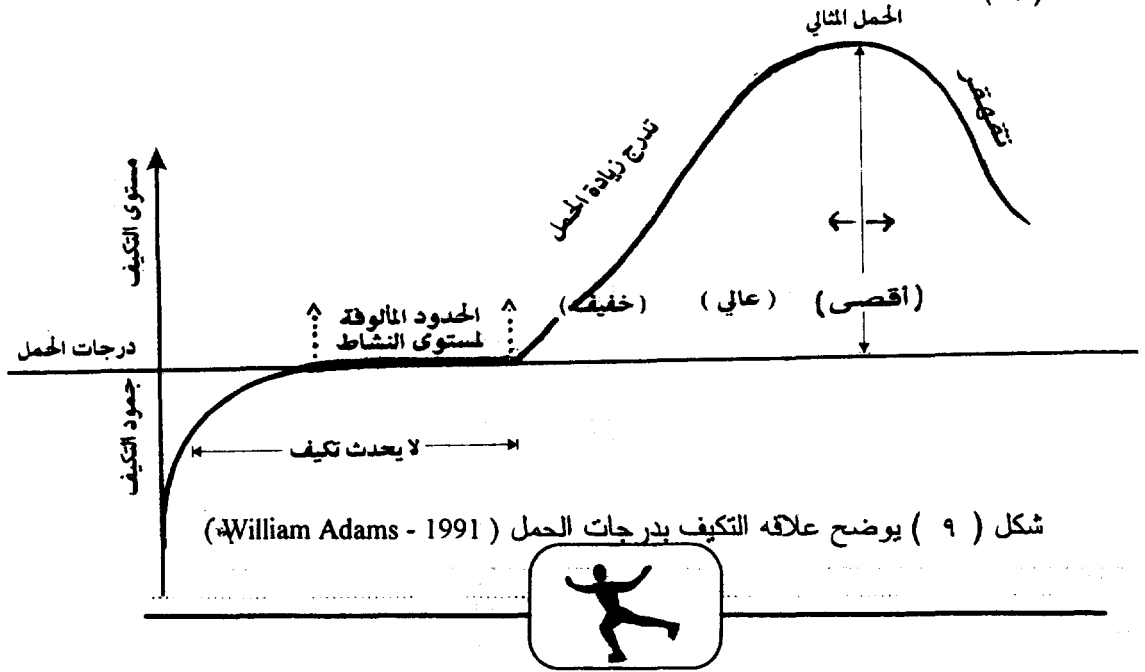 الحمل المثالي
تقهقر
تدرج زيادة الحمل
مستوى التكيف
(خفيف)
(عالي)
(أقصى)
الحدود المألوفة
لمستوى النشاط
درجات الحمل
جمود التكيف
لا يحدث تكيف
شكل ( ٩ ) يوضح علاقه التكيف بدرجات الحمل ( William Adams - 1991*)